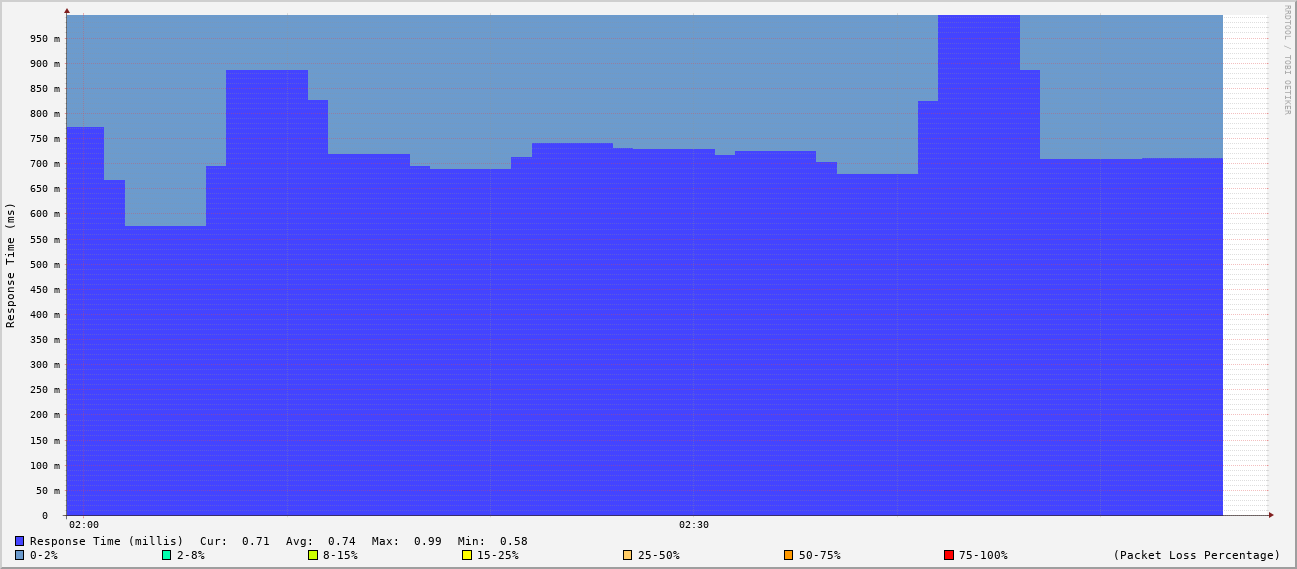 RRDTOOL / TOBI OETIKER
Response Time (ms)
950 m
900 m
850 m
800 m
750 m
700 m
650 m
600 m
550 m
500 m
450 m
400 m
350 m
300 m
250 m
200 m
150 m
100 m
50 m
0
02:00 02:30
Response Time (millis) Cur: 0.71 Avg: 0.74 Max: 0.99 Min: 0.58
0-2% 2-8% 8-15% 15-25% 25-50% 50-75% 75-100% (Packet Loss Percentage)